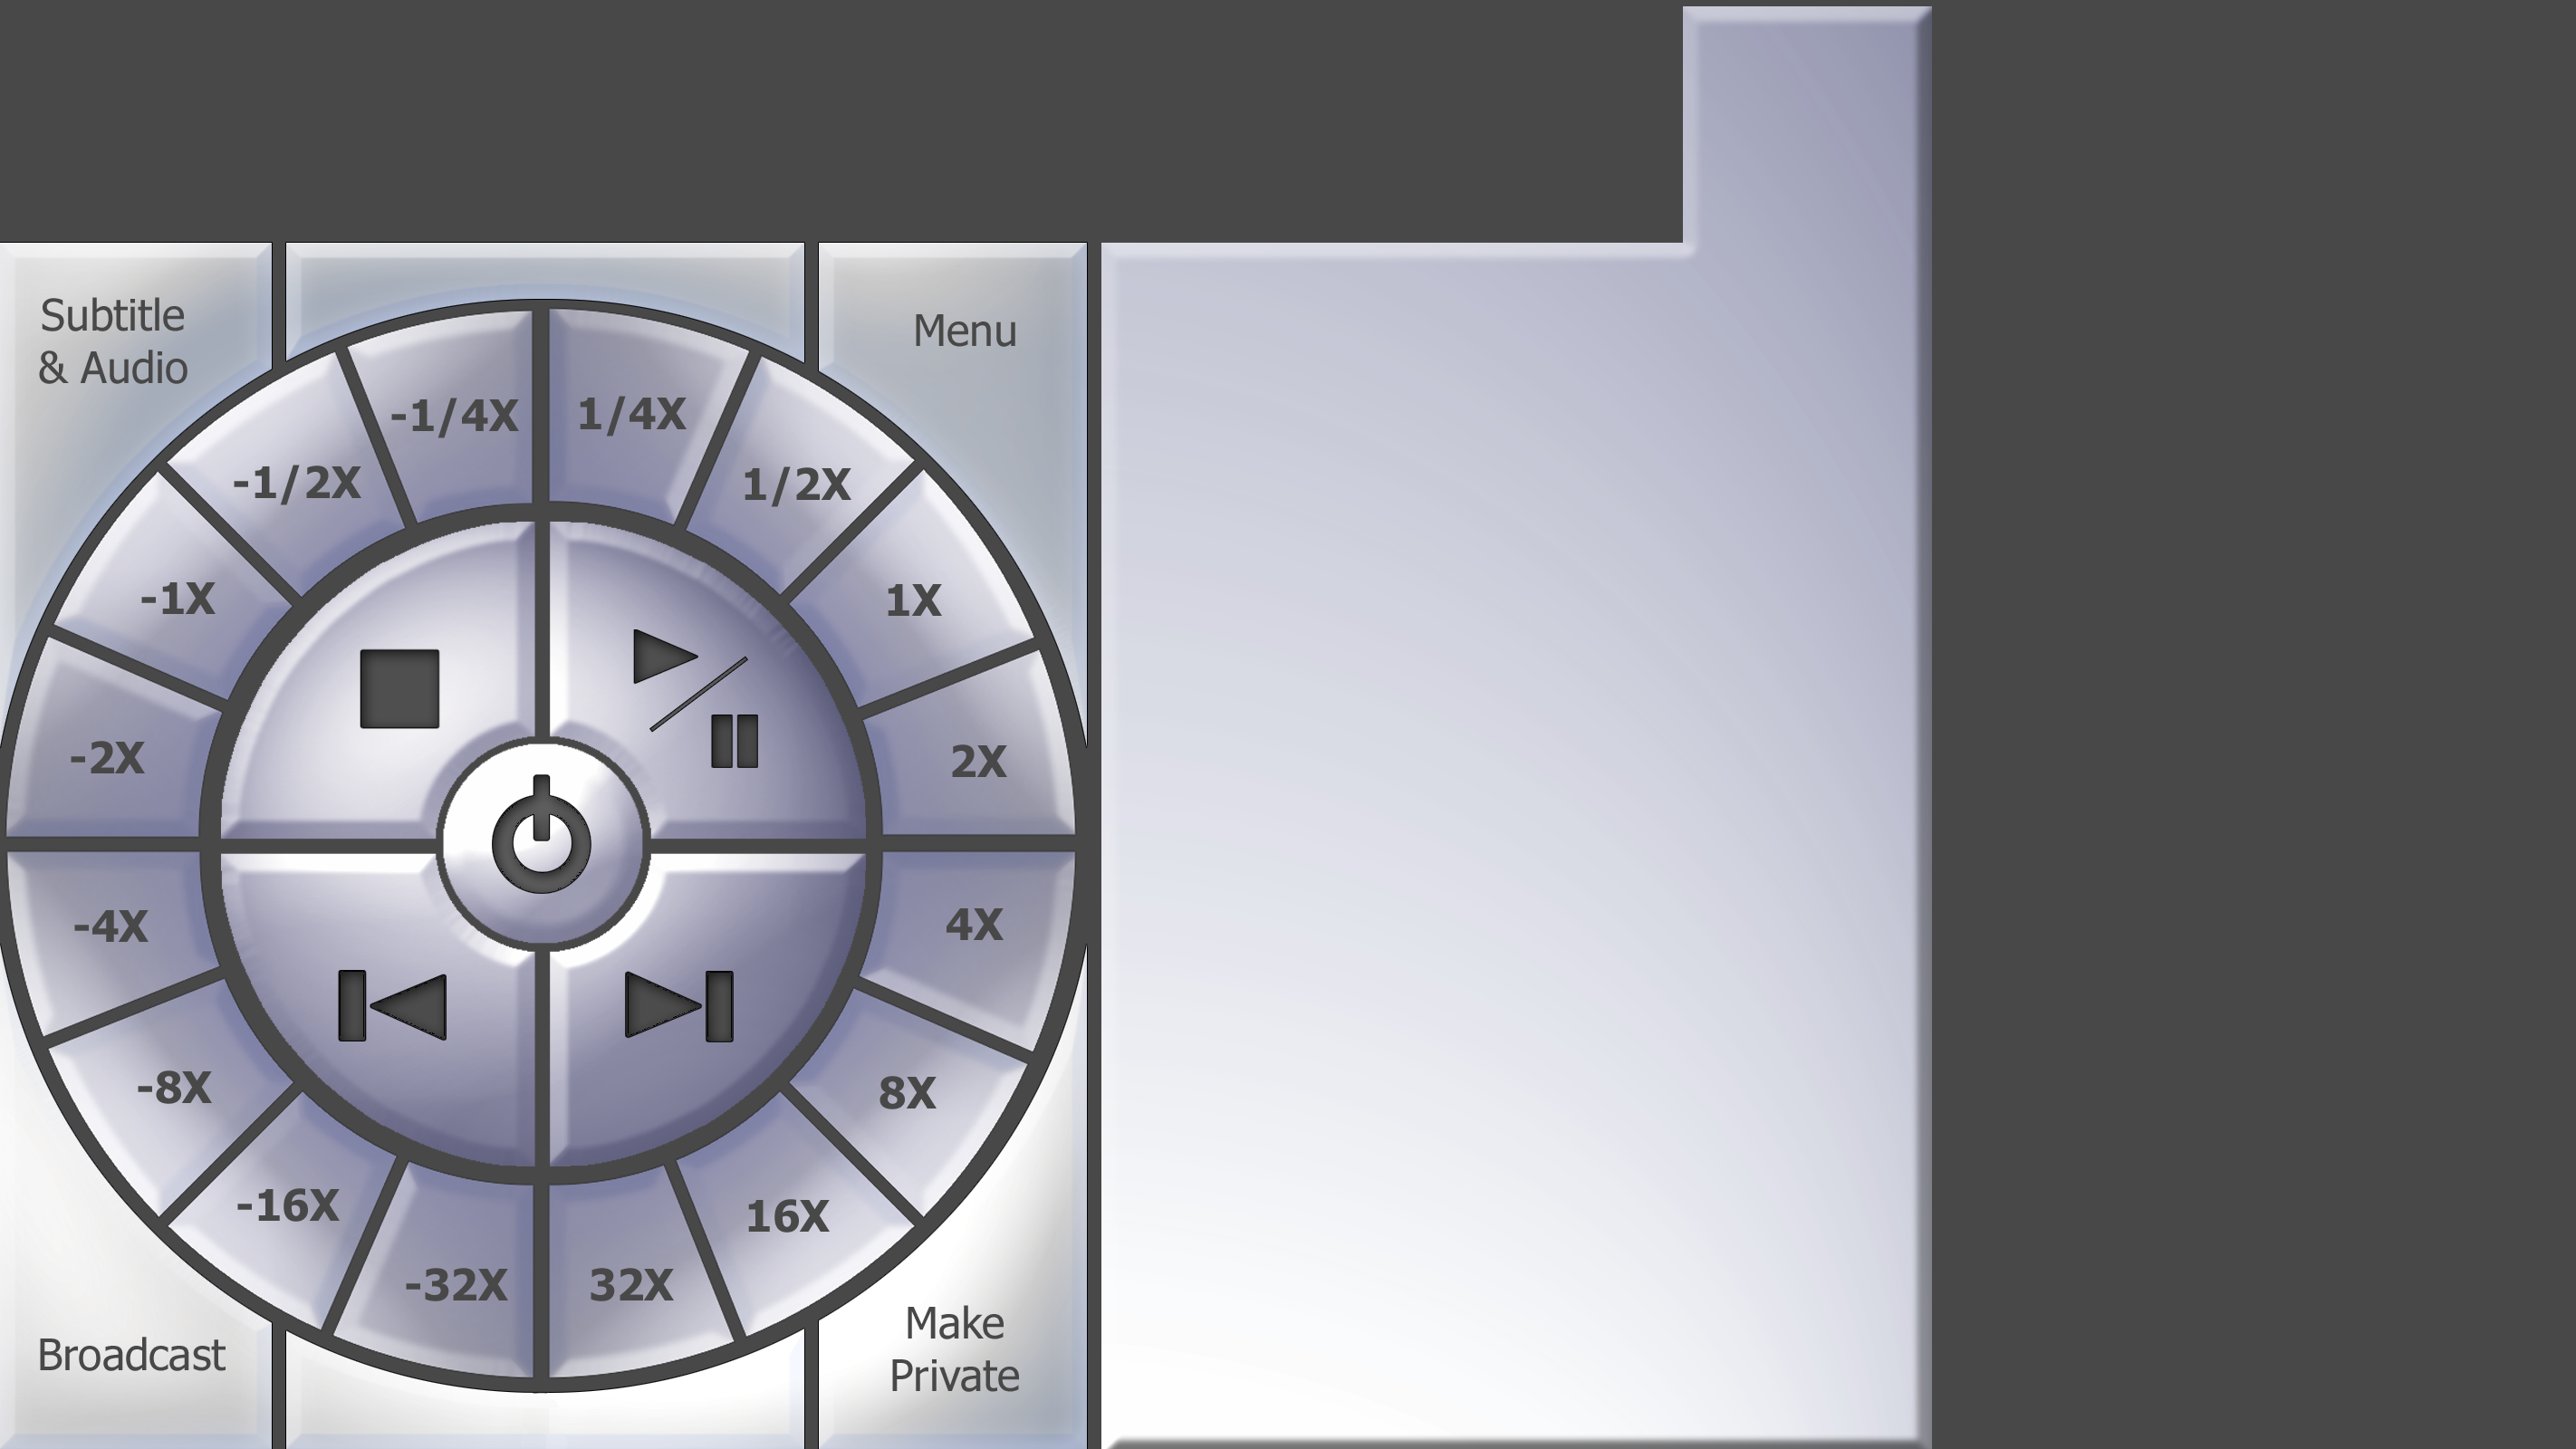 Subtitle
& Audio
Menu
-1/4X
1/4X
-1/2X
1/2X
-1X
1X
-2X
2X
-4X
4X
-8X
8X
-16X
16X
-32X
32X
Broadcast
Make
Private